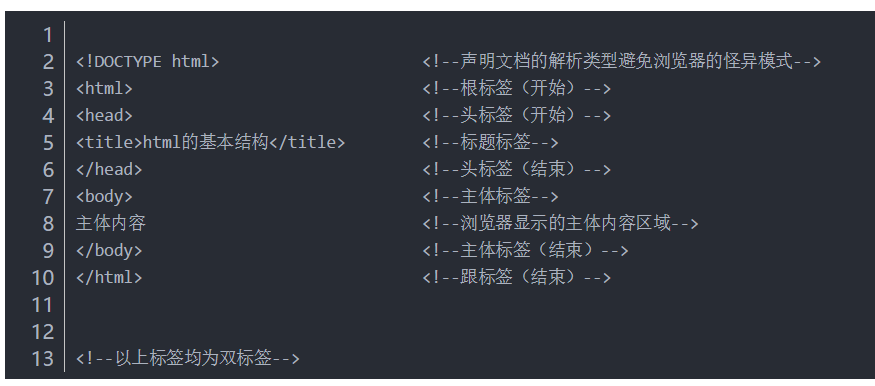 1
2 <!DOCTYPE html> <!--声明文档的解析类型避免浏览器的怪异模式-->
3 <html> <!--根标签（开始）-->
4 <head> <!--头标签（开始）-->
5 <title>html的基本结构</title> <!--标题标签-->
6 </head> <!--头标签（结束）-->
7 <body> <!--主体标签-->
8 主体内容 <!--浏览器显示的主体内容区域-->
9 </body> <!--主体标签（结束）-->
10 </html> <!--跟标签（结束）-->
11
12
13 <!--以上标签均为双标签-->